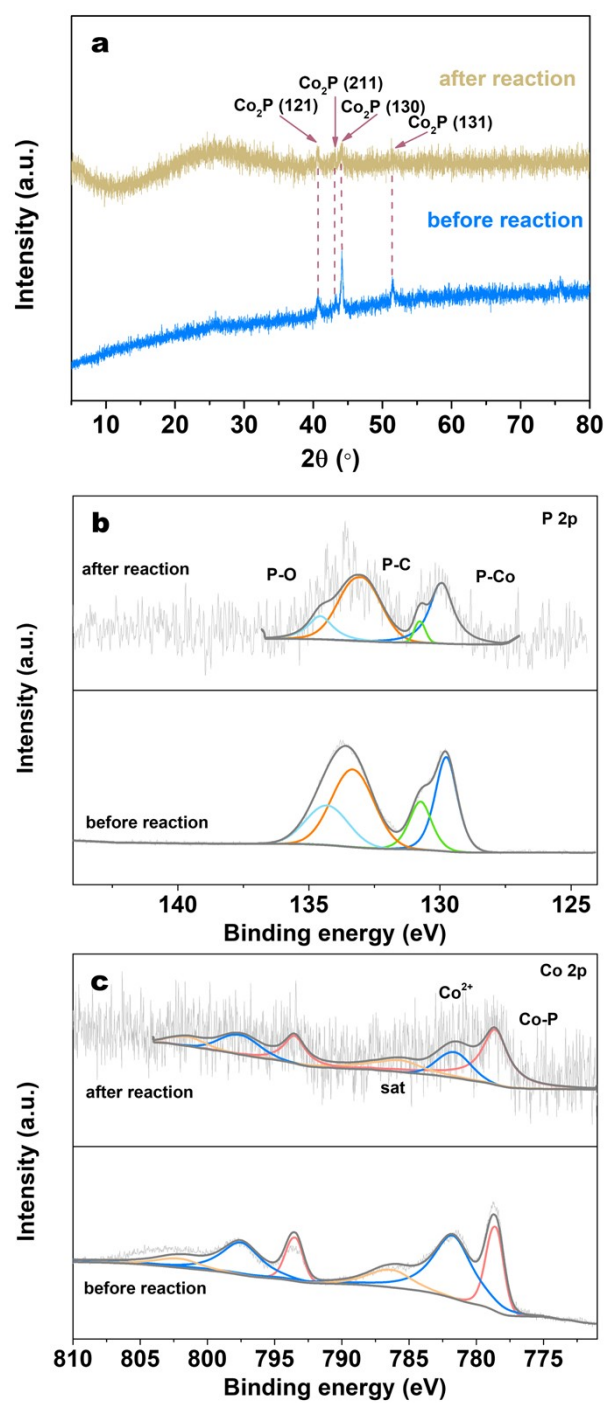 a
after reaction
Co₂P (211)
Co₂P (121)
Co₂P (130)
Co₂P (131)
before reaction
Intensity (a.u.)
10 20 30 40 50 60 70 80
2θ (°)
b
P 2p
after reaction
P-O
P-C
P-Co
before reaction
Intensity (a.u.)
140 135 130 125
Binding energy (eV)
c
Co 2p
Co²⁺
Co-P
sat
after reaction
before reaction
Intensity (a.u.)
810 805 800 795 790 785 780 775
Binding energy (eV)